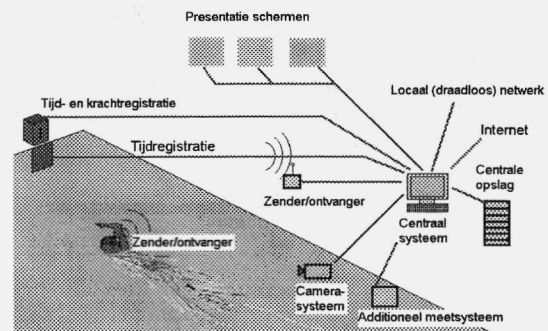 Presentatie schermen
Locaal (draadloos) netwerk
Tijd- en krachtregistratie
Internet
Tijdregistratie
Centrale
opslag
Zender/ontvanger
Centraal
systeem
Zender/ontvanger
Camera-
systeem
Additioneel meetsysteem